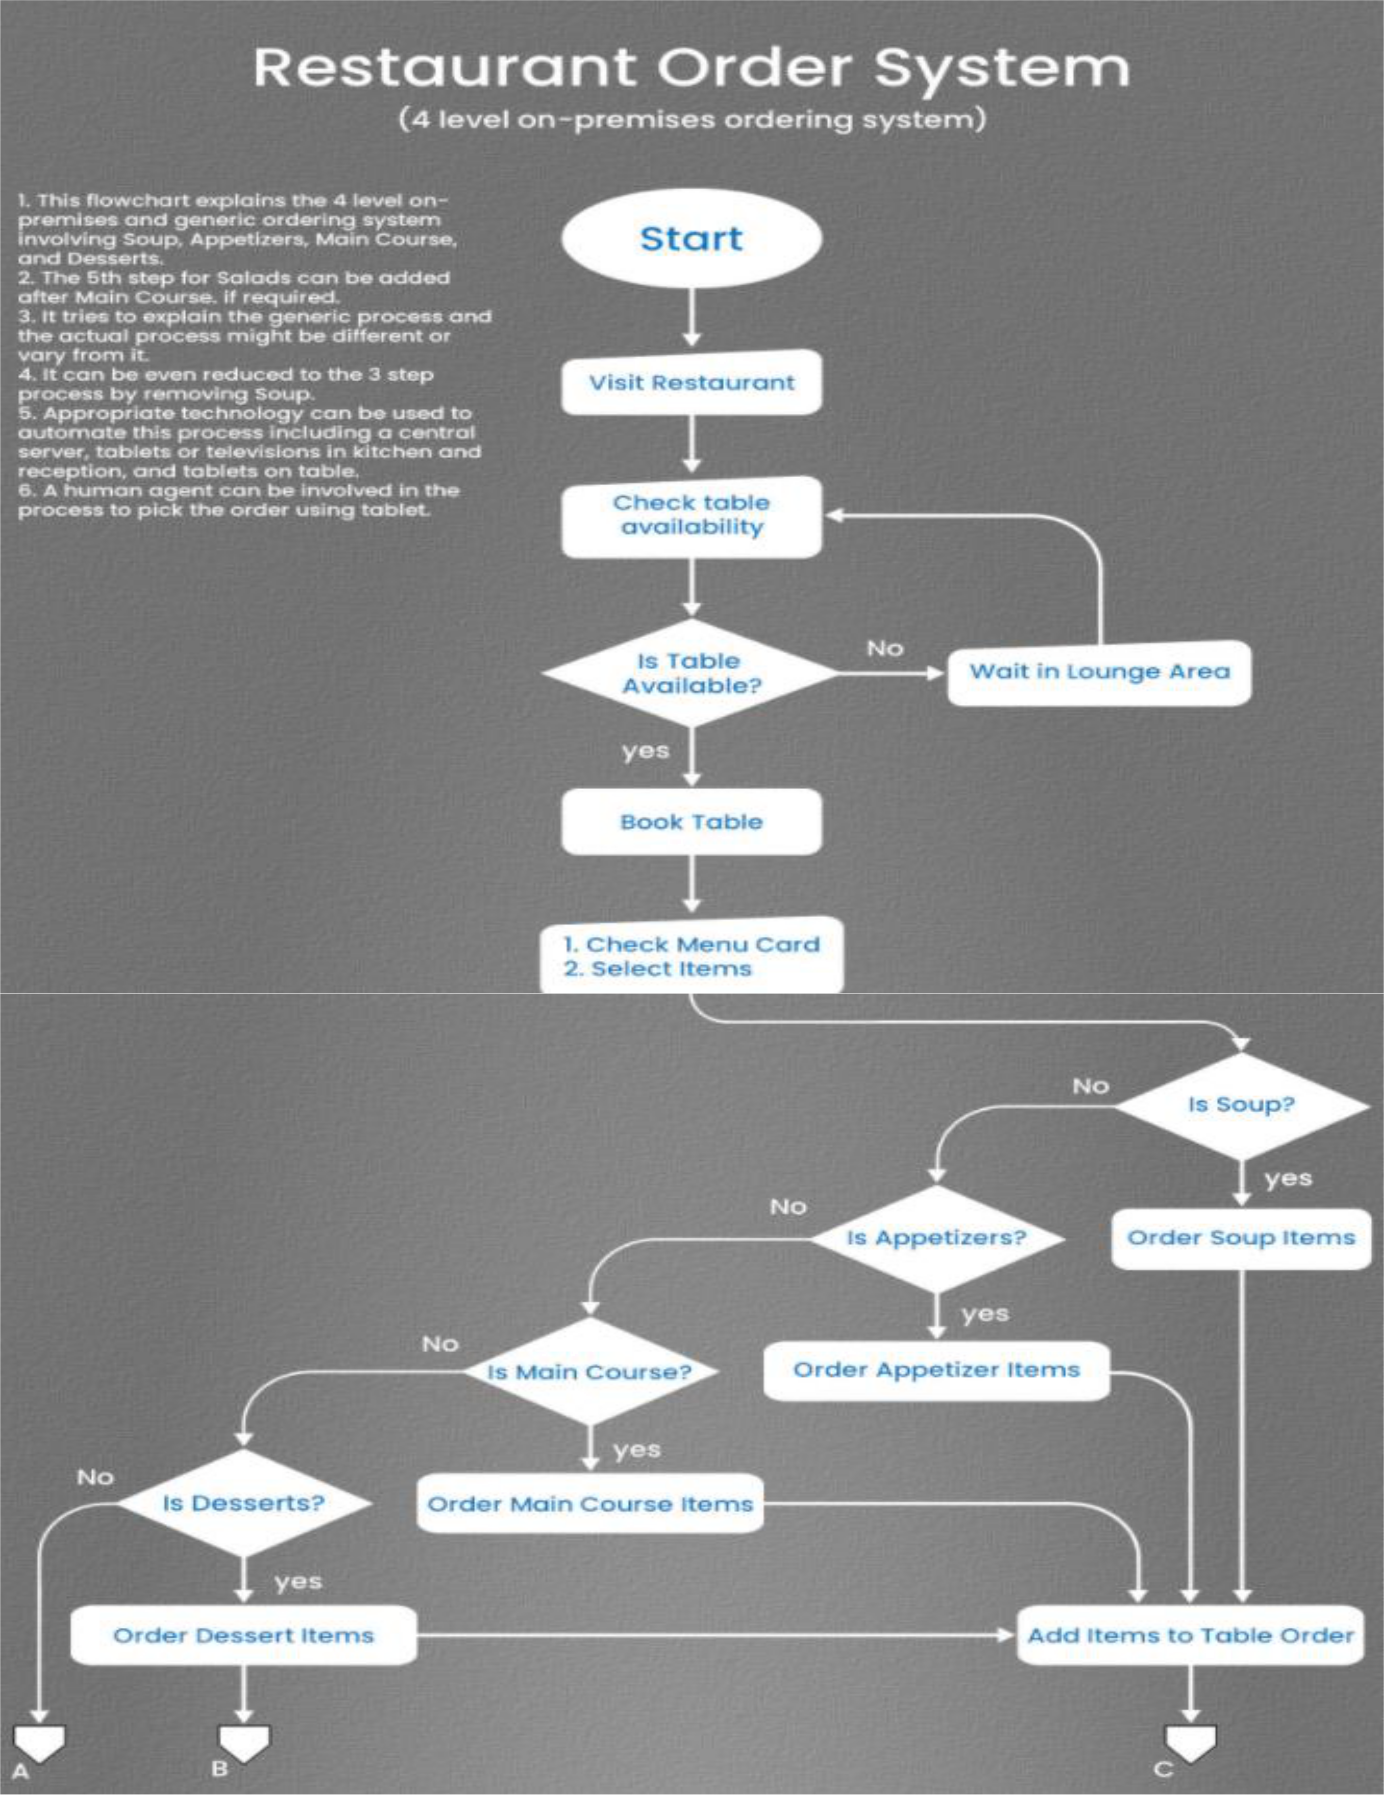 Restaurant Order System
(4 level on-premises ordering system)
1. This flowchart explains the 4 level on-
premises and generic ordering system
involving Soup, Appetizers, Main Course,
and Desserts.
2. The 5th step for Salads can be added
after Main Course. if required.
3. It tries to explain the generic process and
the actual process might be different or
vary from it.
4. It can be even reduced to the 3 step
process by removing Soup.
5. Appropriate technology can be used to
automate this process including a central
server, tablets or televisions in kitchen and
reception, and tablets on table.
6. A human agent can be involved in the
process to pick the order using tablet.
Start
Visit Restaurant
Check table
availability
Is Table
Available?
No
Wait in Lounge Area
yes
Book Table
1. Check Menu Card
2. Select Items
Is Soup?
No
yes
Order Soup Items
Is Appetizers?
No
yes
Order Appetizer Items
Is Main Course?
No
yes
Order Main Course Items
Is Desserts?
No
yes
Order Dessert Items
Add Items to Table Order
A
B
C